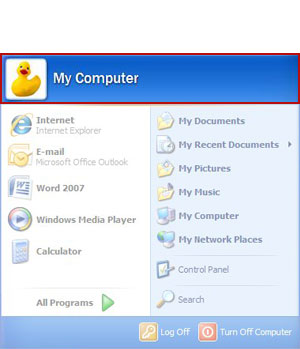 My Computer
Internet
Internet Explorer
E-mail
Microsoft Office Outlook
Word 2007
Windows Media Player
Calculator
All Programs
My Documents
My Recent Documents
My Pictures
My Music
My Computer
My Network Places
Control Panel
Search
Log Off
Turn Off Computer